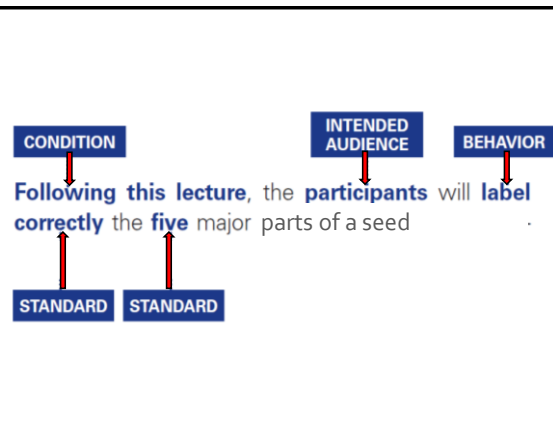 INTENDED
AUDIENCE
CONDITION
BEHAVIOR
Following this lecture, the participants will label
correctly the five major parts of a seed
STANDARD STANDARD